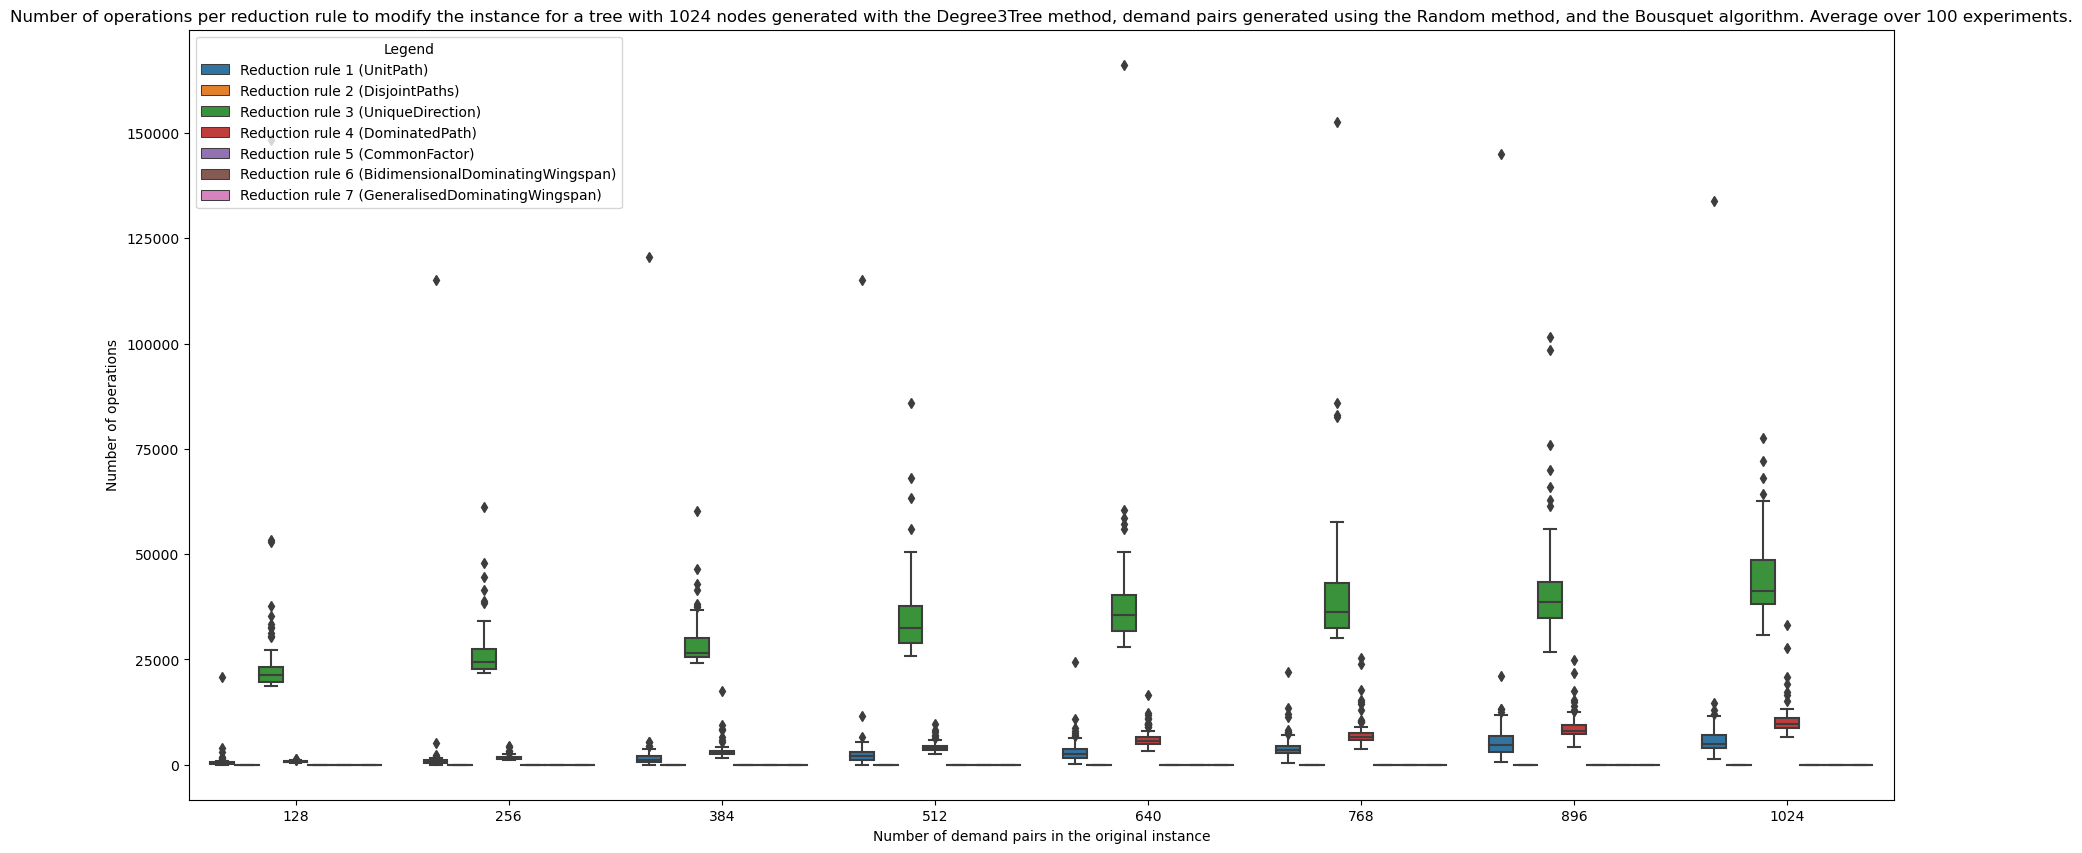 Number of operations per reduction rule to modify the instance for a tree with 1024 nodes generated with the Degree3Tree method, demand pairs generated using the Random method, and the Bousquet algorithm. Average over 100 experiments.
Legend
Reduction rule 1 (UnitPath)
Reduction rule 2 (DisjointPaths)
Reduction rule 3 (UniqueDirection)
Reduction rule 4 (DominatedPath)
Reduction rule 5 (CommonFactor)
Reduction rule 6 (BidimensionalDominatingWingspan)
Reduction rule 7 (GeneralisedDominatingWingspan)
Number of operations
150000
125000
100000
75000
50000
25000
0
128 256 384 512 640 768 896 1024
Number of demand pairs in the original instance